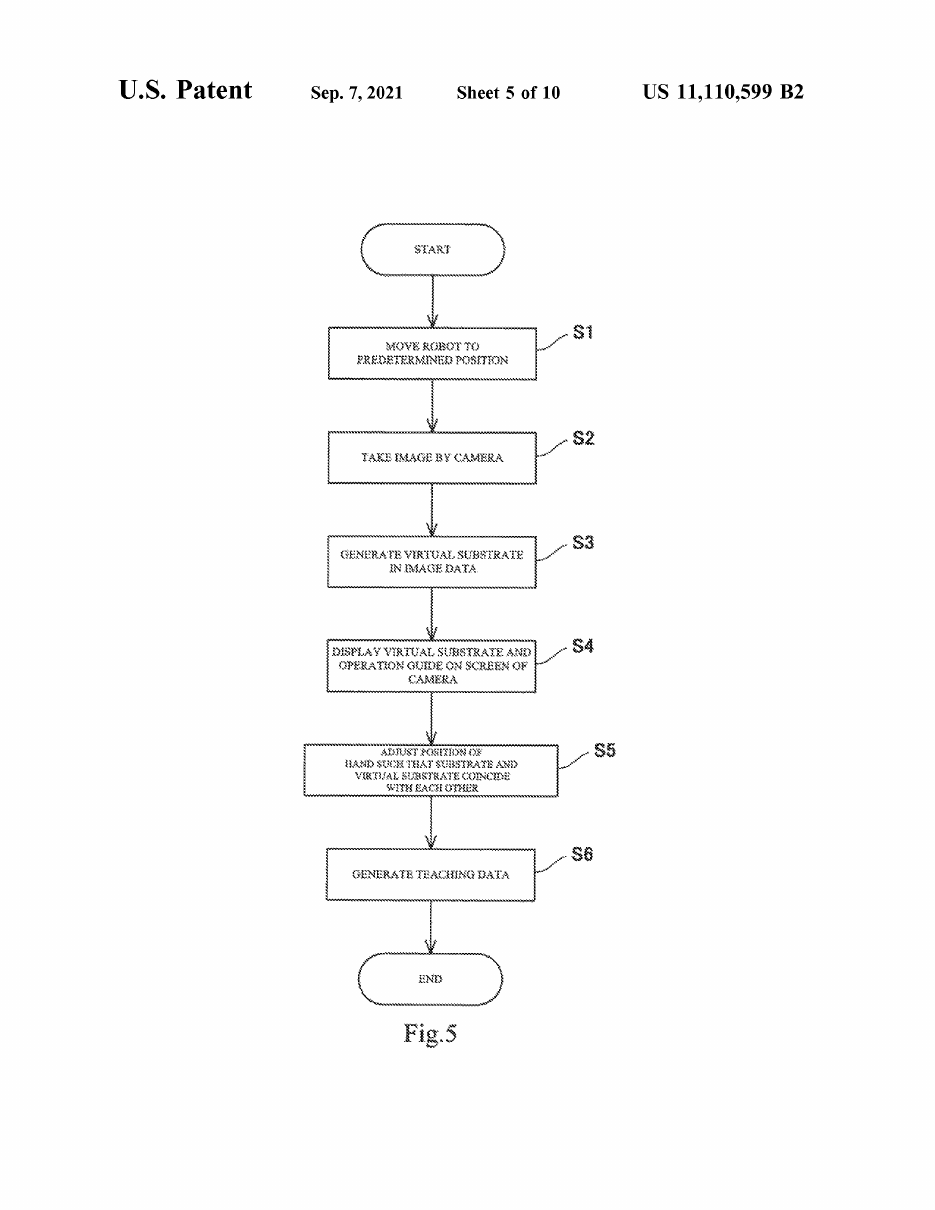 U.S. Patent Sep. 7, 2021 Sheet 5 of 10 US 11,110,599 B2
START
S1
MOVE ROBOT TO
PREDETERMINED POSITION
S2
TAKE IMAGE BY CAMERA
S3
GENERATE VIRTUAL SUBSTRATE
IN IMAGE DATA
S4
DISPLAY VIRTUAL SUBSTRATE AND
OPERATION GUIDE ON SCREEN OF
CAMERA
S5
ADJUST POSITION OF
HAND SUCH THAT SUBSTRATE AND
VIRTUAL SUBSTRATE COINCIDE
WITH EACH OTHER
S6
GENERATE TEACHING DATA
END
Fig.5